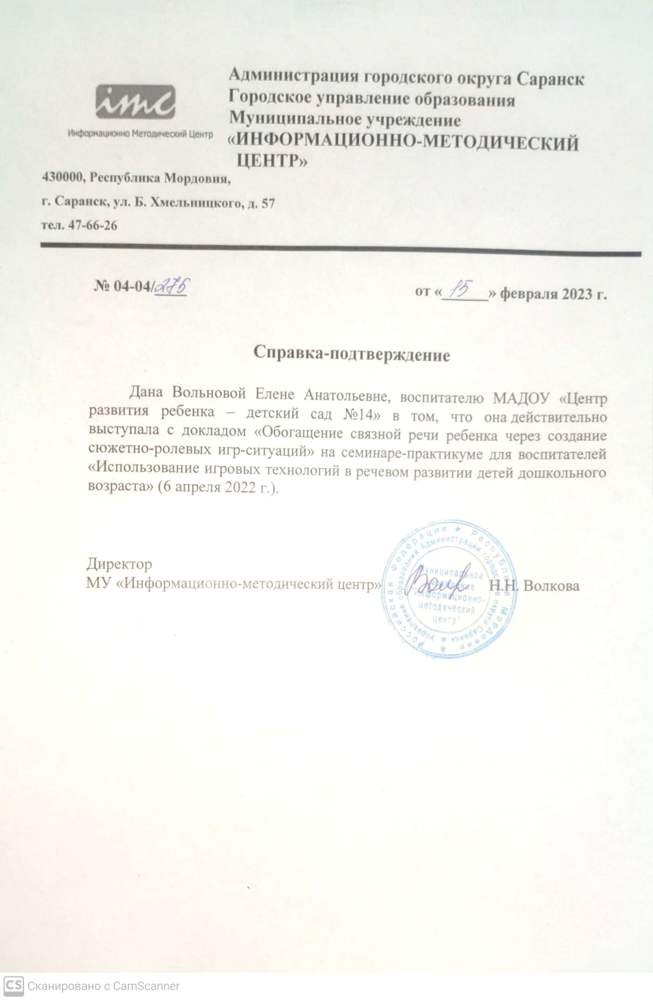 imc
Информационно Методический Центр
Администрация городского округа Саранск
Городское управление образования
Муниципальное учреждение
«ИНФОРМАЦИОННО-МЕТОДИЧЕСКИЙ
ЦЕНТР»
430000, Республика Мордовия,
г. Саранск, ул. Б. Хмельницкого, д. 57
тел. 47-66-26
№ 04-04/275
от «15» февраля 2023 г.
Справка-подтверждение
Дана Вольновой Елене Анатольевне, воспитателю МАДОУ «Центр
развития ребенка – детский сад №14» в том, что она действительно
выступала с докладом «Обогащение связной речи ребенка через создание
сюжетно-ролевых игр-ситуаций» на семинаре-практикуме для воспитателей
«Использование игровых технологий в речевом развитии детей дошкольного
возраста» (6 апреля 2022 г.).
Директор
МУ «Информационно-методический центр»
Н.Н. Волкова
Российская Федерация ★ Республика Мордовия ★
Управление образования Администрации городского округа Саранск ★
Муниципальное
учреждение
"Информационно-
методический
центр"
CS Сканировано с CamScanner